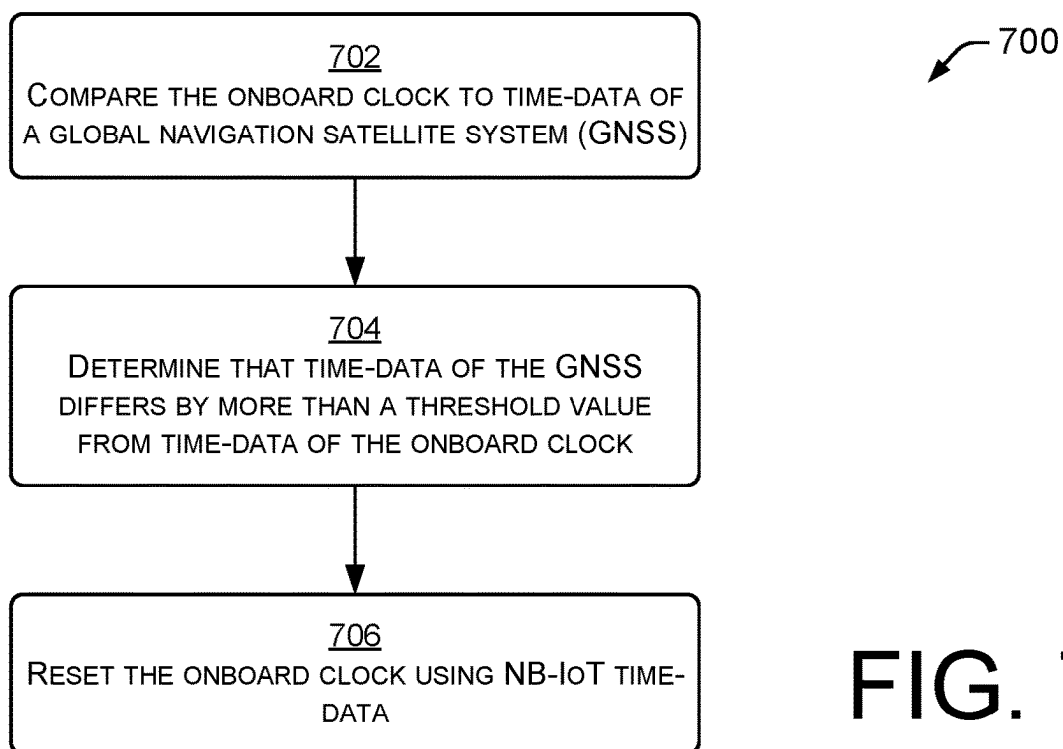 702
COMPARE THE ONBOARD CLOCK TO TIME-DATA OF
A GLOBAL NAVIGATION SATELLITE SYSTEM (GNSS)
700
704
DETERMINE THAT TIME-DATA OF THE GNSS
DIFFERS BY MORE THAN A THRESHOLD VALUE
FROM TIME-DATA OF THE ONBOARD CLOCK
706
RESET THE ONBOARD CLOCK USING NB-IoT TIME-
DATA
FIG.